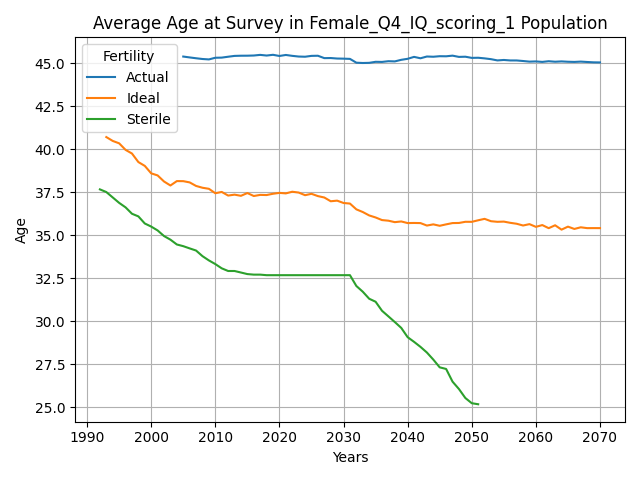 Average Age at Survey in Female_Q4_IQ_scoring_1 Population
Fertility
Actual
Ideal
Sterile
Age
45.0
42.5
40.0
37.5
35.0
32.5
30.0
27.5
25.0
1990 2000 2010 2020 2030 2040 2050 2060 2070
Years